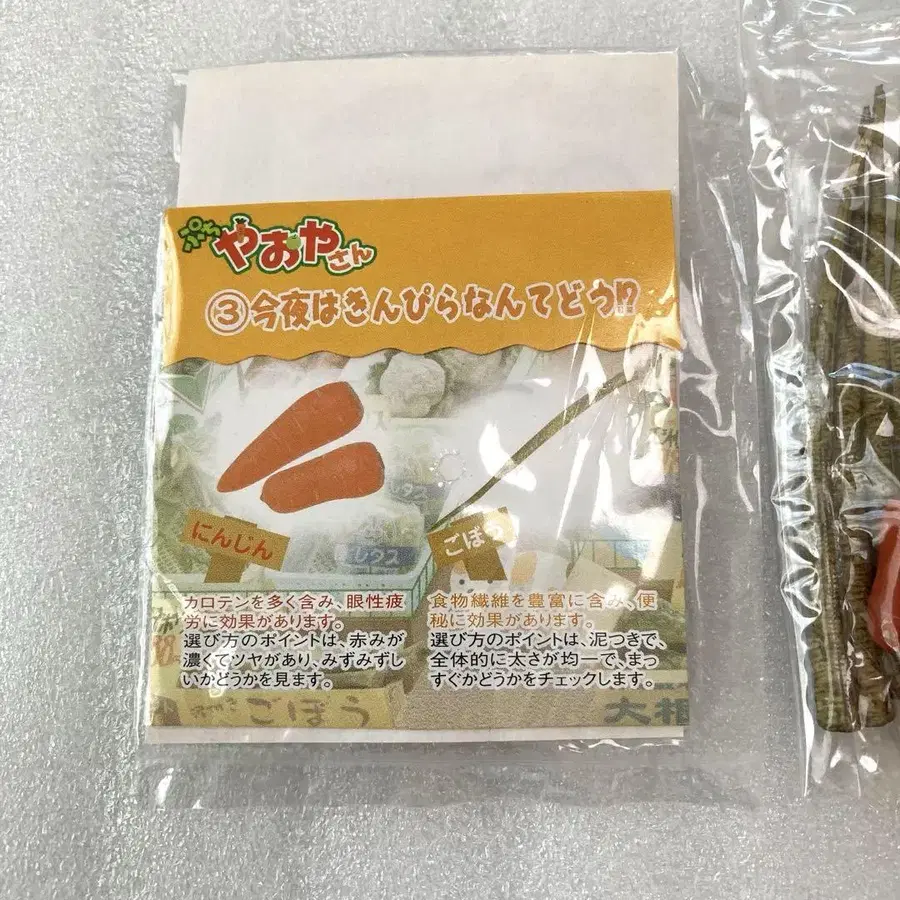 ぷち やおやさん
③今夜はきんぴらなんてどう!?
にんじん
ごぼう
レタス
カロテンを多く含み、眼性疲
労に効果があります。
選び方のポイントは、赤みが
濃くてツヤがあり、みずみずし
いかどうかを見ます。
食物繊維を豊富に含み、便
秘に効果があります。
選び方のポイントは、泥つきで、
全体的に太さが均一で、まっ
すぐかどうかをチェックします。
ごぼう
大根